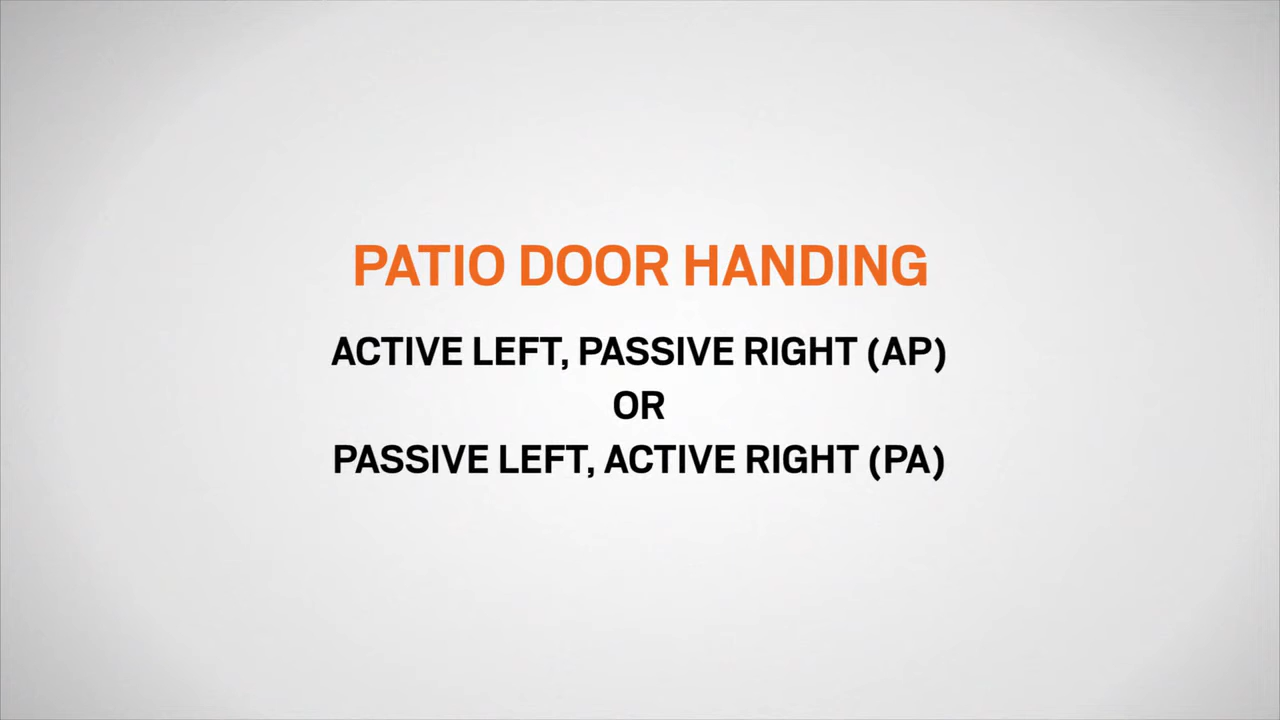 PATIO DOOR HANDING
ACTIVE LEFT, PASSIVE RIGHT (AP)
OR
PASSIVE LEFT, ACTIVE RIGHT (PA)